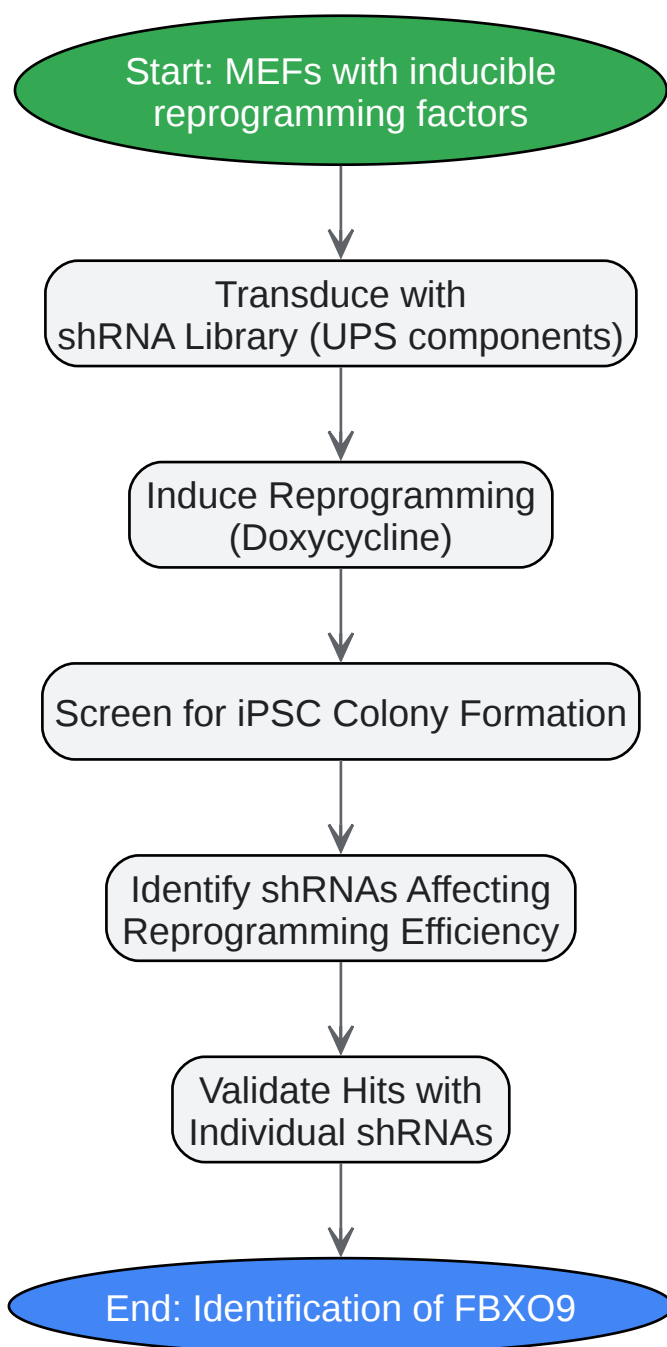 Start: MEFs with inducible
reprogramming factors
Transduce with
shRNA Library (UPS components)
Induce Reprogramming
(Doxycycline)
Screen for iPSC Colony Formation
Identify shRNAs Affecting
Reprogramming Efficiency
Validate Hits with
Individual shRNAs
End: Identification of FBXO9